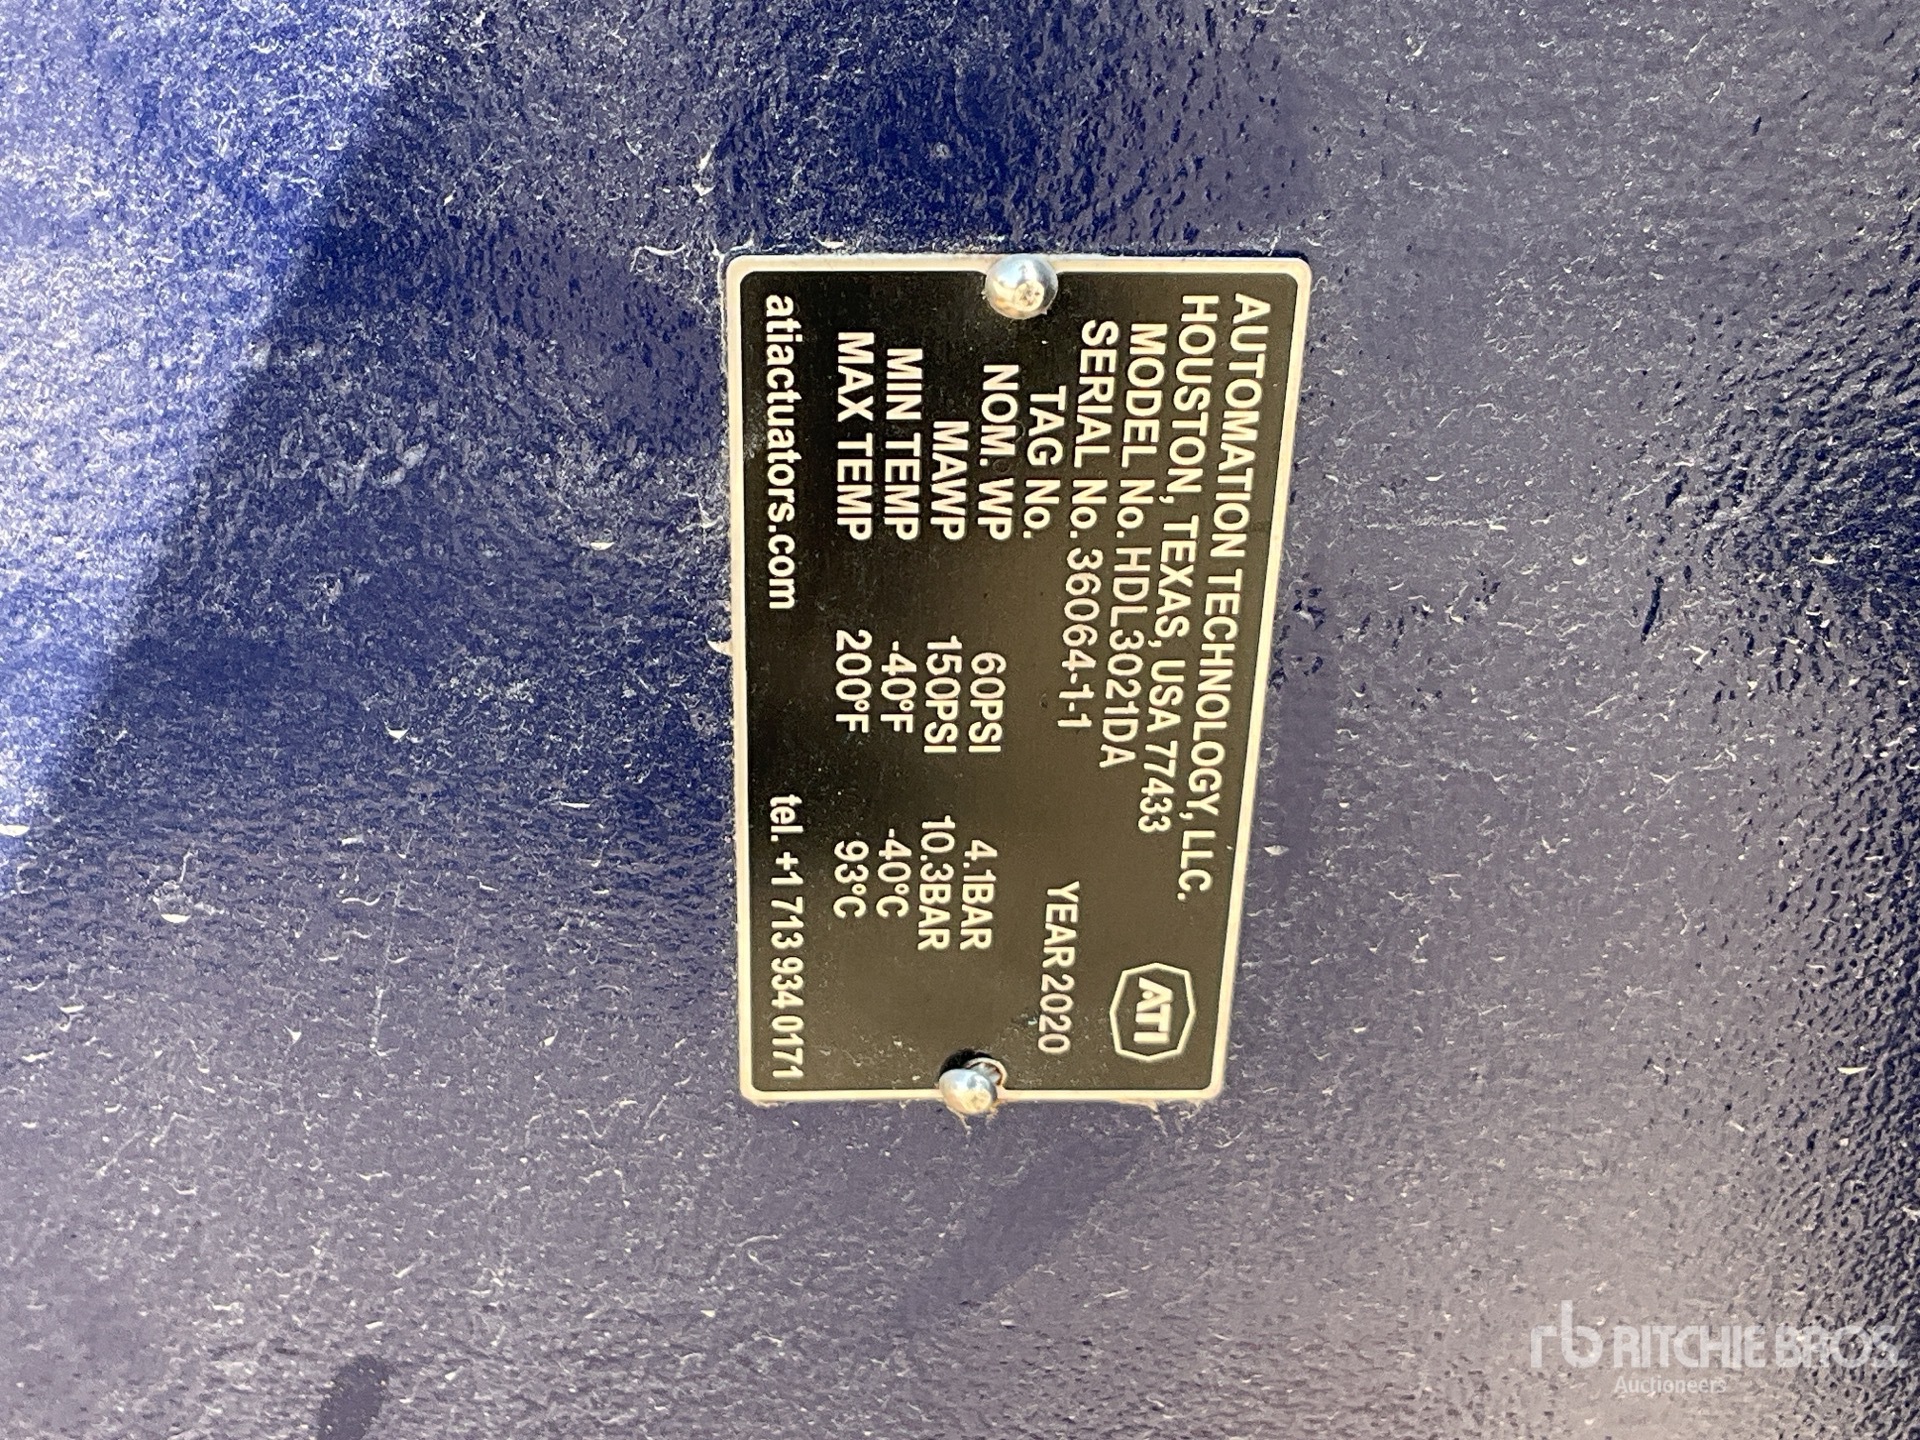 AUTOMATION TECHNOLOGY, LLC.
HOUSTON, TEXAS, USA 77433
MODEL No. HDL3021DA
SERIAL No. 36064-1-1
TAG No. YEAR 2020
NOM. WP 60PSI 4.1BAR
MAWP 150PSI 10.3BAR
MIN TEMP -40°F -40°C
MAX TEMP 200°F 93°C
atiactuators.com tel. +1 713 934 0171
ATI
rb RITCHIE BROS.
Auctioneers